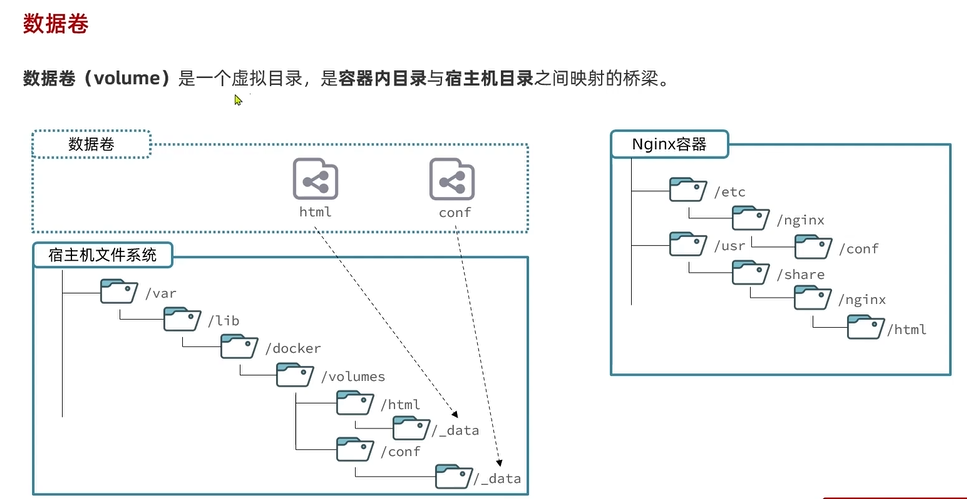 数据卷
数据卷（volume）是一个虚拟目录，是容器内目录与宿主机目录之间映射的桥梁。
数据卷
html
conf
宿主机文件系统
/var
/lib
/docker
/volumes
/html
/_data
/conf
/_data
Nginx容器
/etc
/nginx
/conf
/usr
/share
/nginx
/html